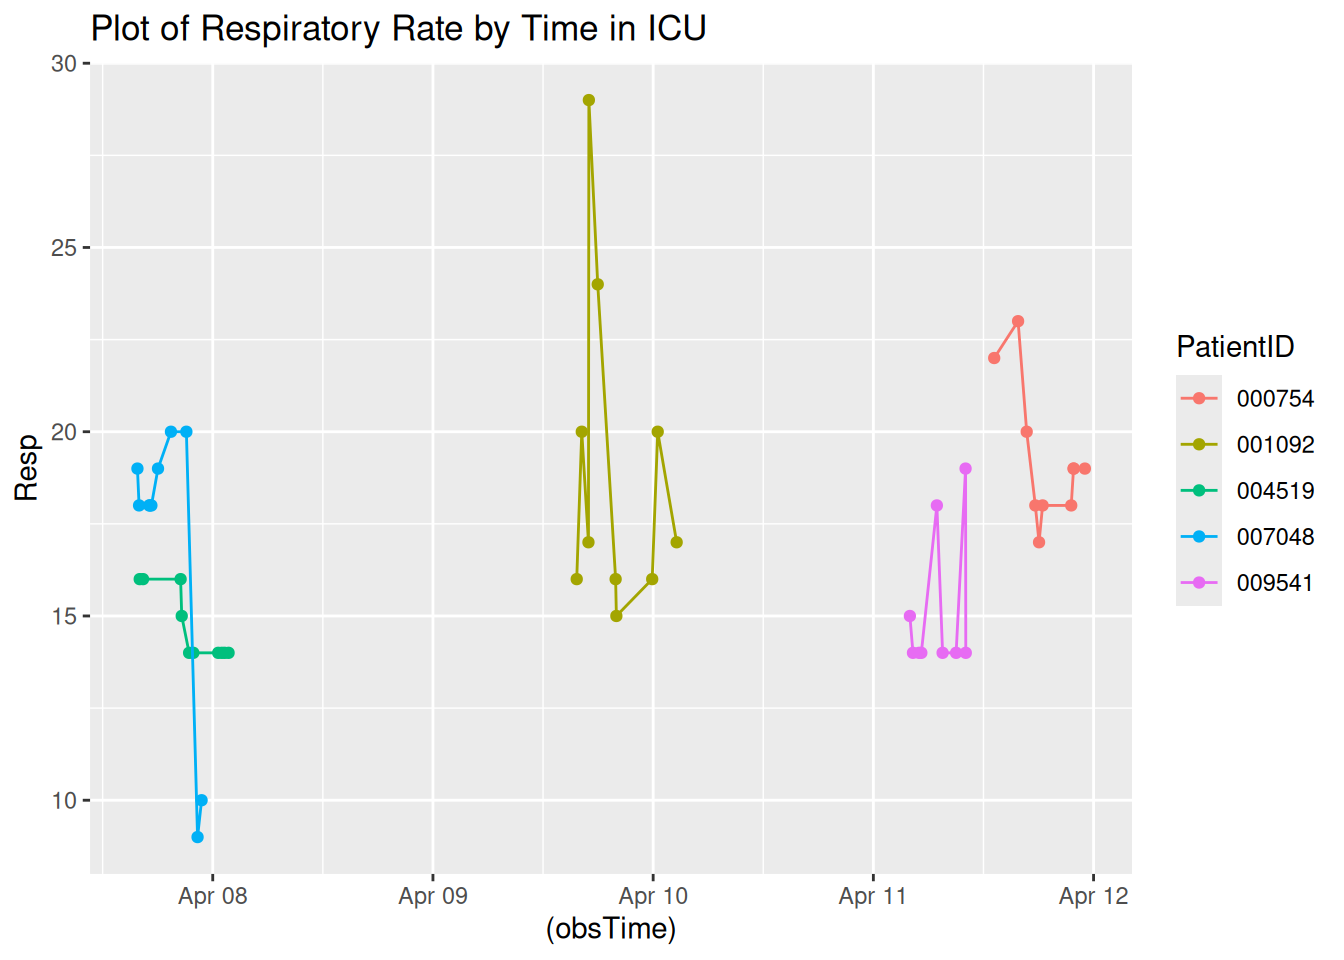 Plot of Respiratory Rate by Time in ICU
30
25
20
15
10
Resp
Apr 08
Apr 09
Apr 10
Apr 11
Apr 12
(obsTime)
PatientID
000754
001092
004519
007048
009541